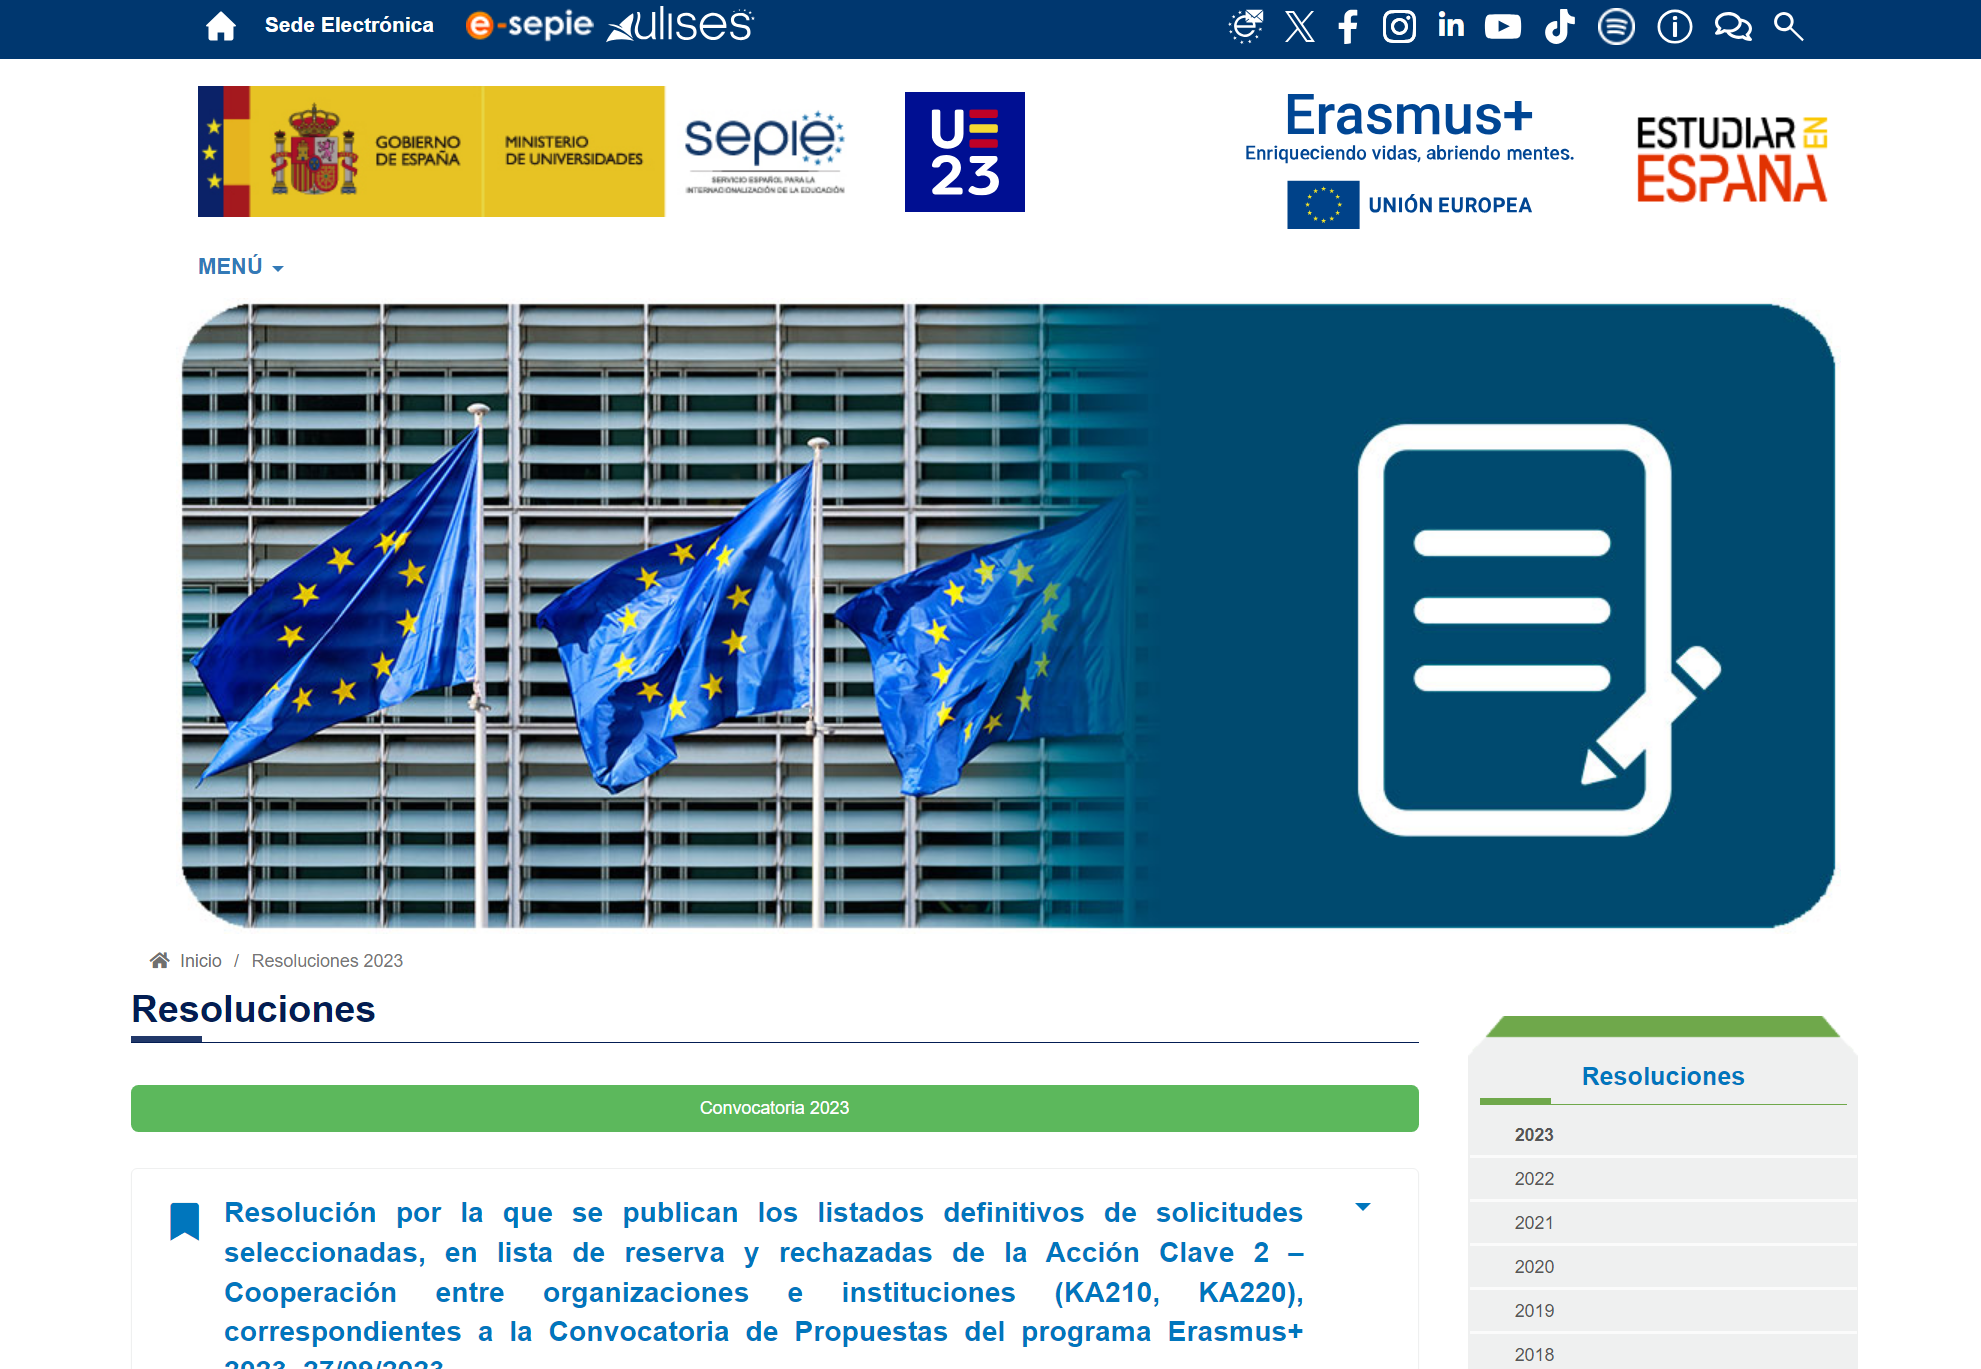 Sede Electrónica
e-sepie
ulises
GOBIERNO
DE ESPAÑA
MINISTERIO
DE UNIVERSIDADES
sepie
SERVICIO ESPAÑOL PARA LA
INTERNACIONALIZACIÓN DE LA EDUCACIÓN
UE
23
Erasmus+
Enriqueciendo vidas, abriendo mentes.
UNIÓN EUROPEA
ESTUDIAR EN
ESPAÑA
MENÚ
Inicio / Resoluciones 2023
Resoluciones
Convocatoria 2023
Resolución por la que se publican los listados definitivos de solicitudes
seleccionadas, en lista de reserva y rechazadas de la Acción Clave 2 –
Cooperación entre organizaciones e instituciones (KA210, KA220),
correspondientes a la Convocatoria de Propuestas del programa Erasmus+
2023. 27/09/2023
Resoluciones
2023
2022
2021
2020
2019
2018